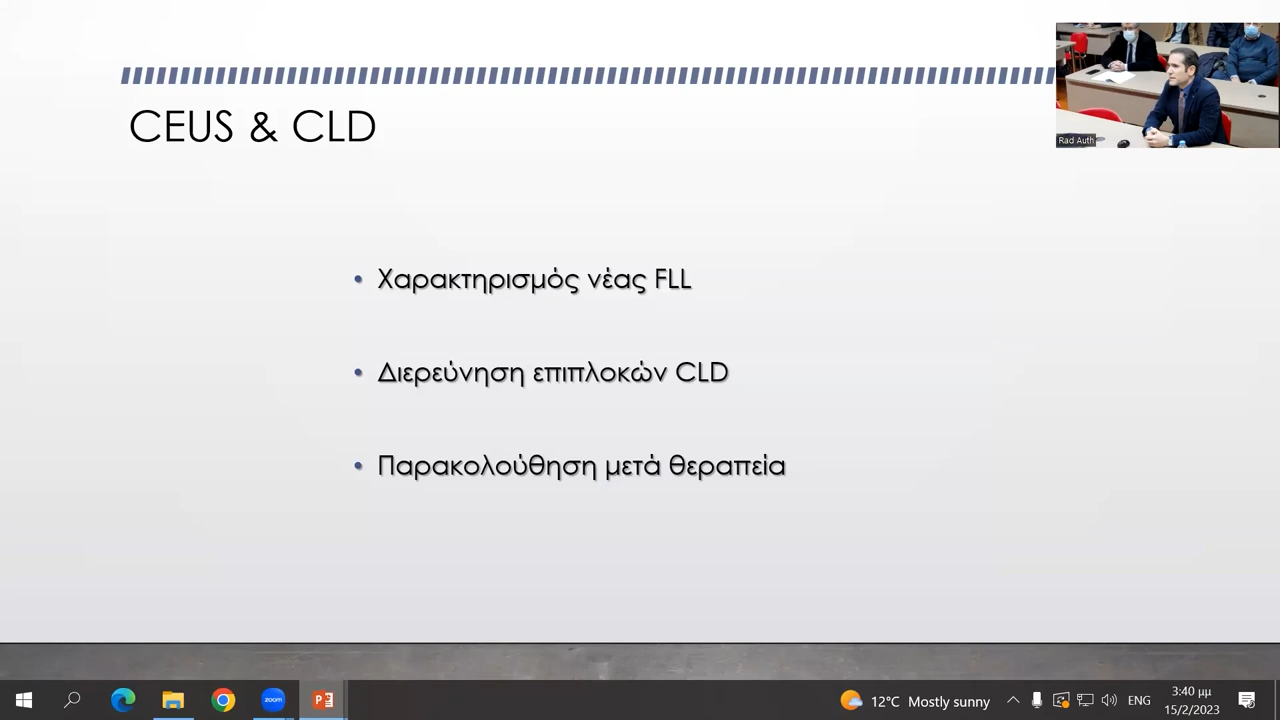 CEUS & CLD
Rad Auth
• Χαρακτηρισμός νέας FLL
• Διερεύνηση επιπλοκών CLD
• Παρακολούθηση μετά θεραπεία
zoom
12°C Mostly sunny
ENG
3:40 μμ
15/2/2023